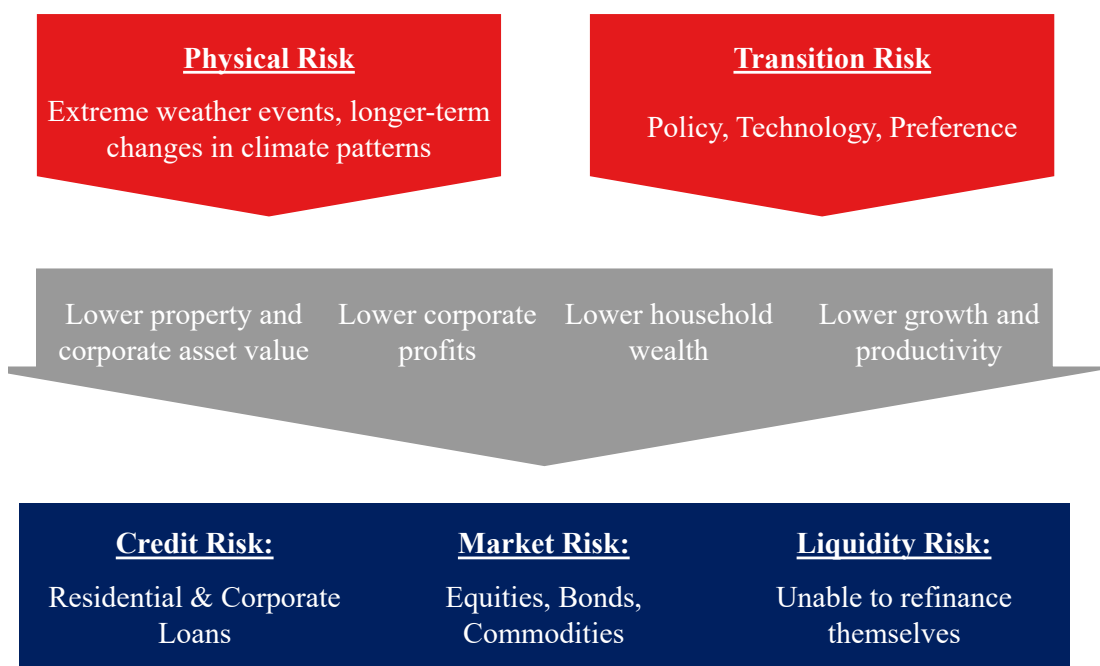 Physical Risk
Extreme weather events, longer-term
changes in climate patterns
Transition Risk
Policy, Technology, Preference
Lower property and
corporate asset value
Lower corporate
profits
Lower household
wealth
Lower growth and
productivity
Credit Risk:
Residential & Corporate
Loans
Market Risk:
Equities, Bonds,
Commodities
Liquidity Risk:
Unable to refinance
themselves